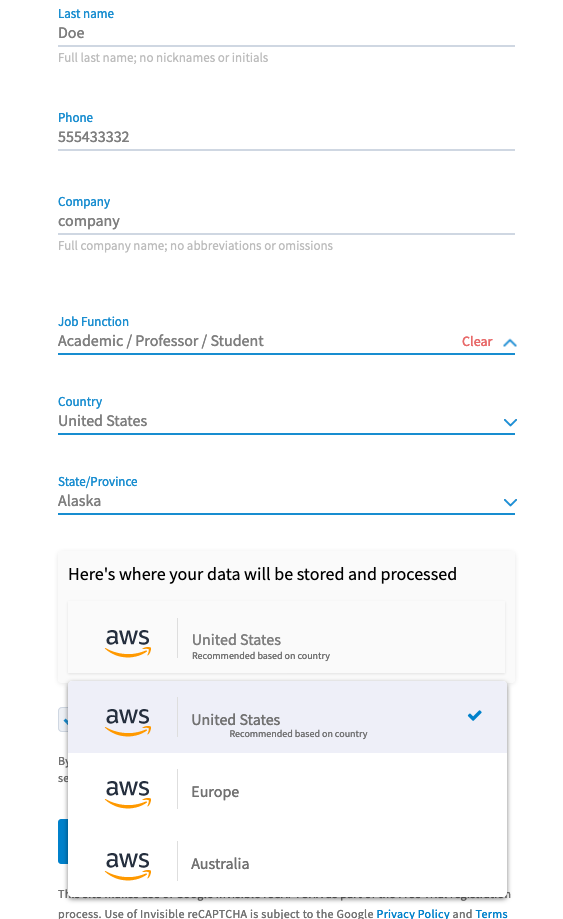 Last name
Doe
Full last name; no nicknames or initials
Phone
555433332
Company
company
Full company name; no abbreviations or omissions
Job Function
Academic / Professor / Student
Clear
Country
United States
State/Province
Alaska
Here's where your data will be stored and processed
aws
United States
Recommended based on country
aws
United States
Recommended based on country
By
se
aws
Europe
aws
Australia
process. Use of Invisible reCAPTCHA is subject to the Google Privacy Policy and Terms